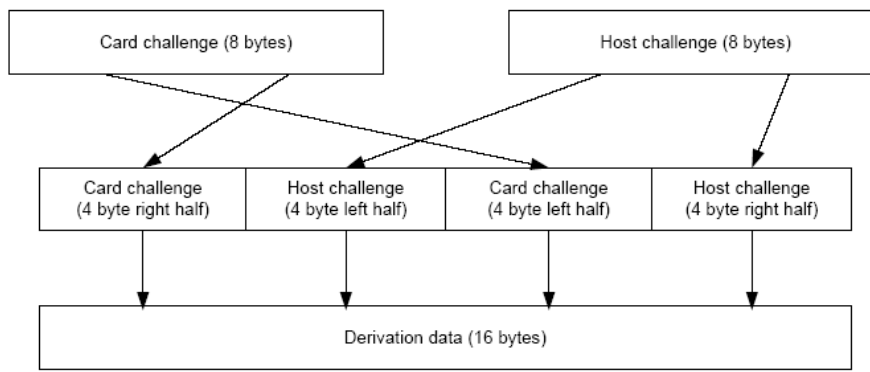 Card challenge (8 bytes)
Host challenge (8 bytes)
Card challenge
(4 byte right half)
Host challenge
(4 byte left half)
Card challenge
(4 byte left half)
Host challenge
(4 byte right half)
Derivation data (16 bytes)